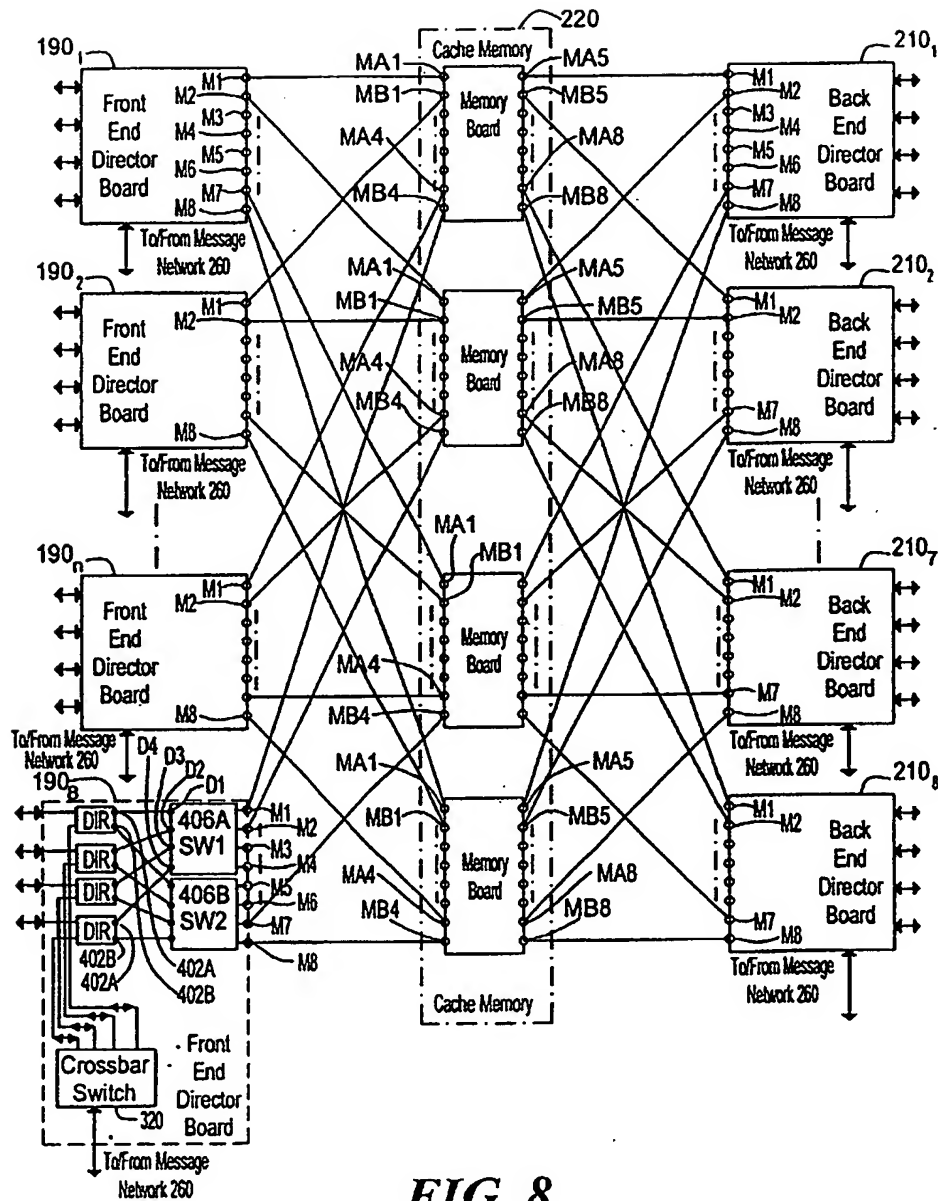 220
190₁
Cache Memory
210₁
MA1
MA5
M1
M1
Front
End
Director
Board
M2
MB1
Memory
Board
MB5
M2
Back
End
Director
Board
M3
M3
M4
M4
MA4
MA8
M5
M5
M6
M6
M7
MB4
MB8
M7
M8
M8
To/From Message
Network 260
To/From Message
Network 260
190₂
MA1
MA5
210₂
M1
MB1
MB5
M1
Front
End
Director
Board
M2
Memory
Board
M2
Back
End
Director
Board
MA4
MA8
MB4
MB8
M7
M8
M8
To/From Message
Network 260
To/From Message
Network 260
190n
MA1
MB1
210₇
M1
M1
Front
End
Director
Board
M2
Memory
Board
M2
Back
End
Director
Board
MA4
M7
M8
MB4
M8
To/From Message
Network 260
To/From Message
Network 260
D4
D3
D2
D1
190₈
MA1
MA5
210₈
DIR
406A
SW1
M1
M2
M3
M4
MB1
Memory
Board
MB5
M1
M2
Back
End
Director
Board
406B
SW2
M5
M6
M7
MA4
MA8
DIR
M8
MB4
MB8
M7
M8
402B
402A
402A
402B
Cache Memory
To/From Message
Network 260
Crossbar
Switch
320
Front
End
Director
Board
To/From Message
Network 260
FIG. 8